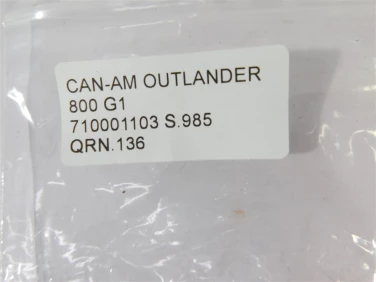 CAN-AM OUTLANDER
800 G1
710001103 S.985
QRN.136